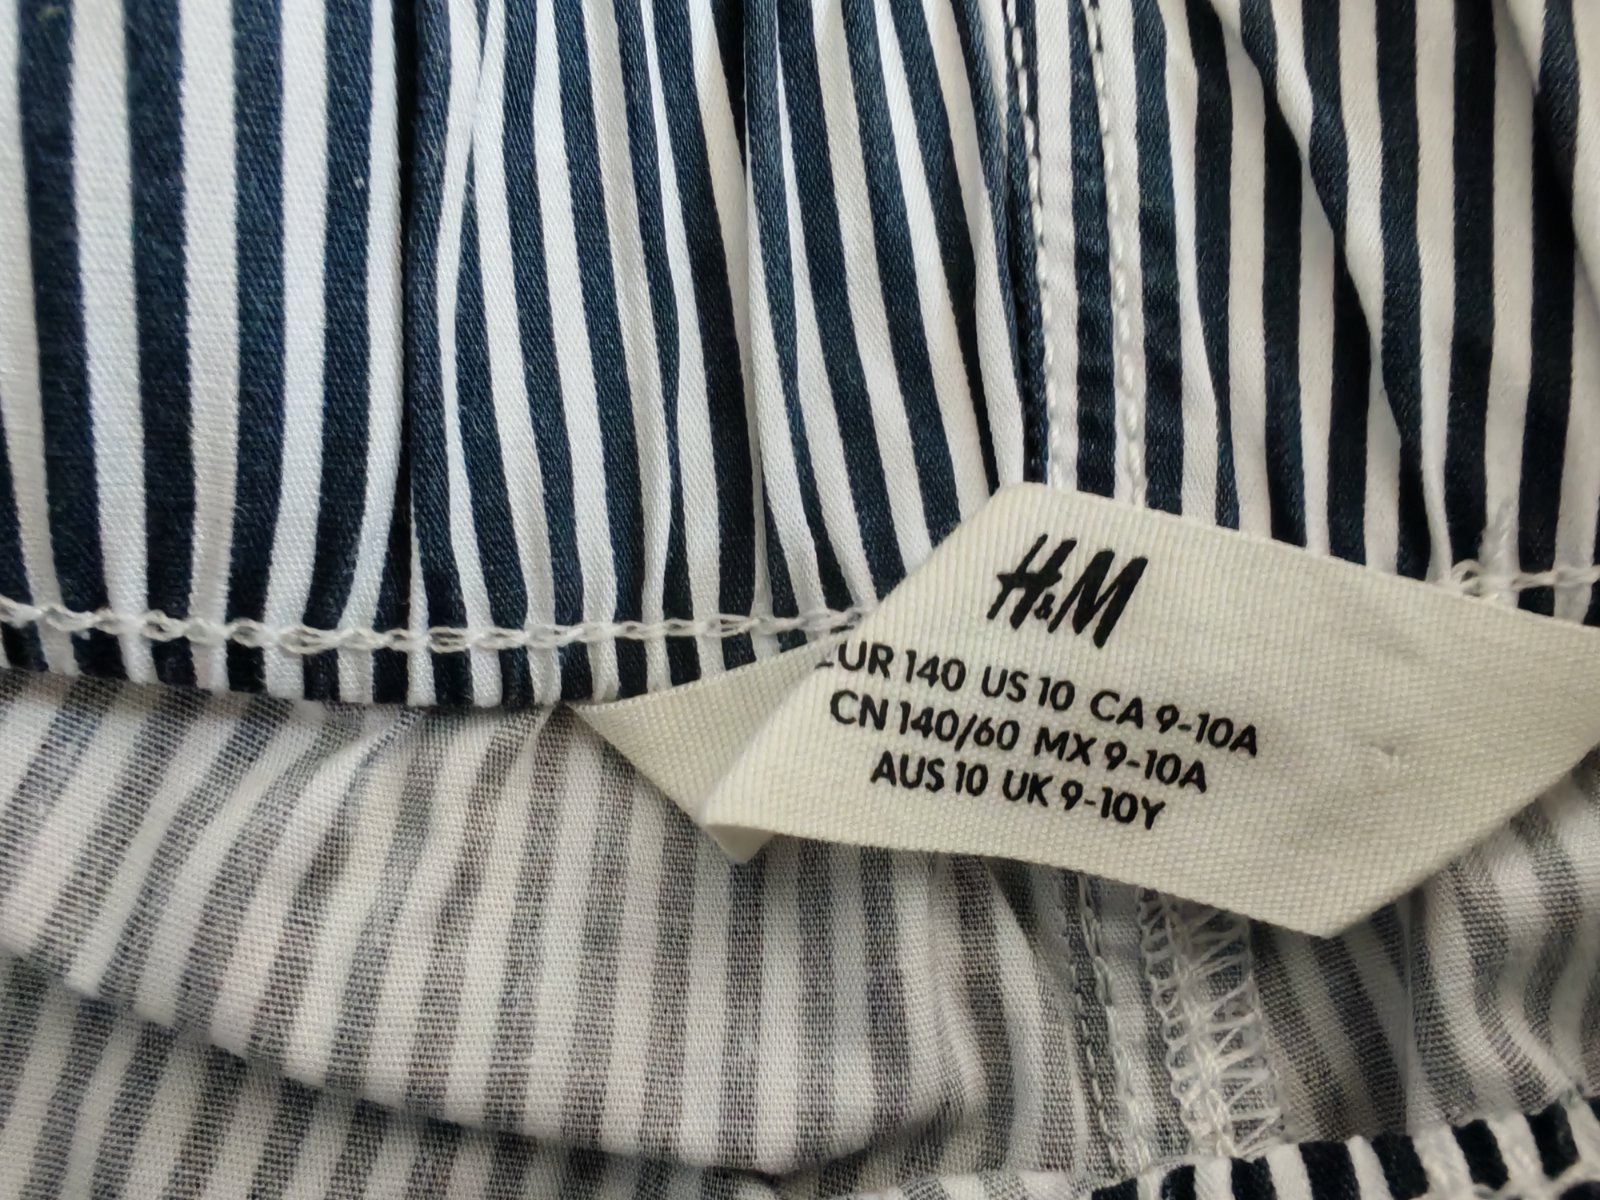 H&M
EUR 140 US 10 CA 9-10A
CN 140/60 MX 9-10A
AUS 10 UK 9-10Y